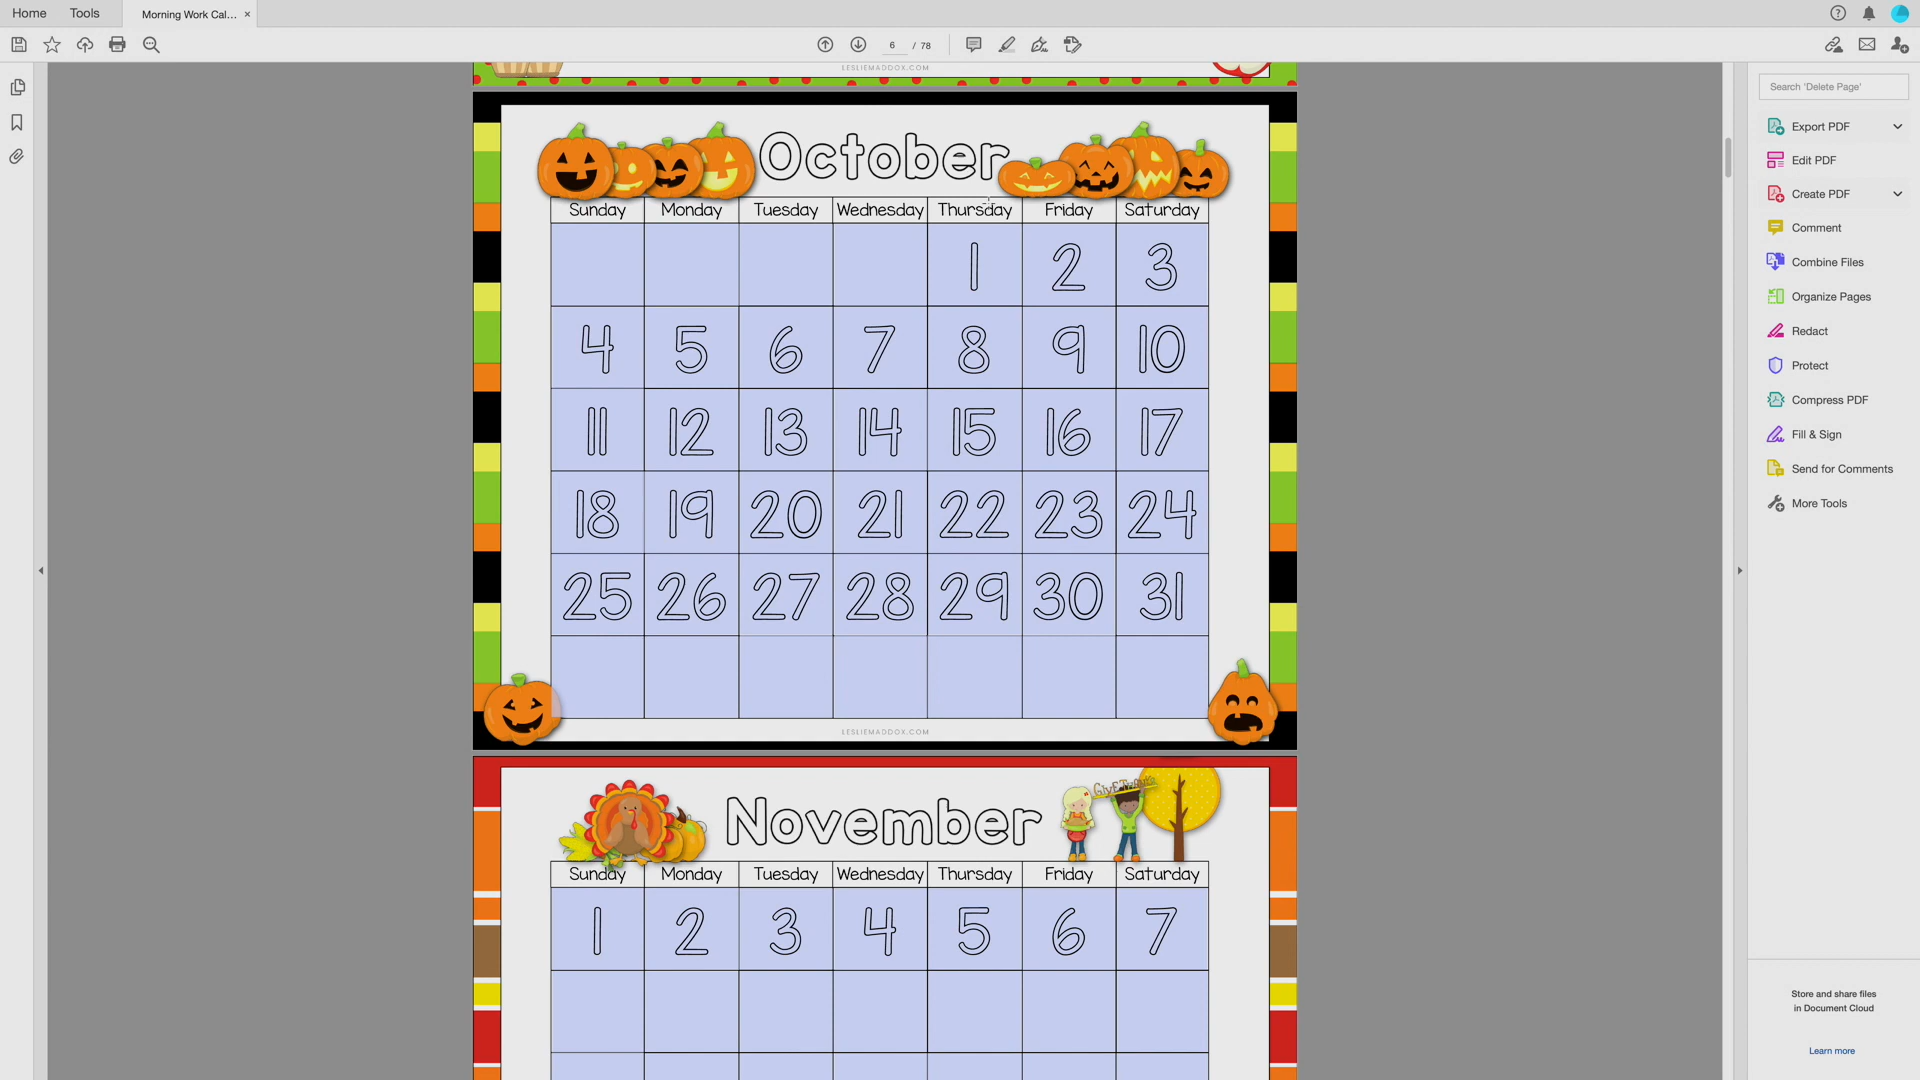 Home Tools Morning Work Cal... ×
6 / 78
Search 'Delete Page'
Export PDF
Edit PDF
Create PDF
Comment
Combine Files
Organize Pages
Redact
Protect
Compress PDF
Fill & Sign
Send for Comments
More Tools
Store and share files
in Document Cloud
Learn more
LESLIEMADDOX.COM
October
Sunday Monday Tuesday Wednesday Thursday Friday Saturday
1 2 3
4 5 6 7 8 9 10
11 12 13 14 15 16 17
18 19 20 21 22 23 24
25 26 27 28 29 30 31
LESLIEMADDOX.COM
November
Give Thanks
Sunday Monday Tuesday Wednesday Thursday Friday Saturday
1 2 3 4 5 6 7